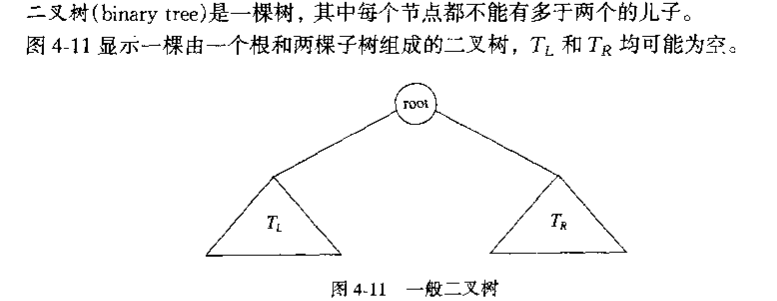 二叉树(binary tree)是一棵树，其中每个节点都不能有多于两个的儿子。
图 4-11 显示一棵由一个根和两棵子树组成的二叉树，T_L 和 T_R 均可能为空。
root
T_L
T_R
图 4-11 一般二叉树